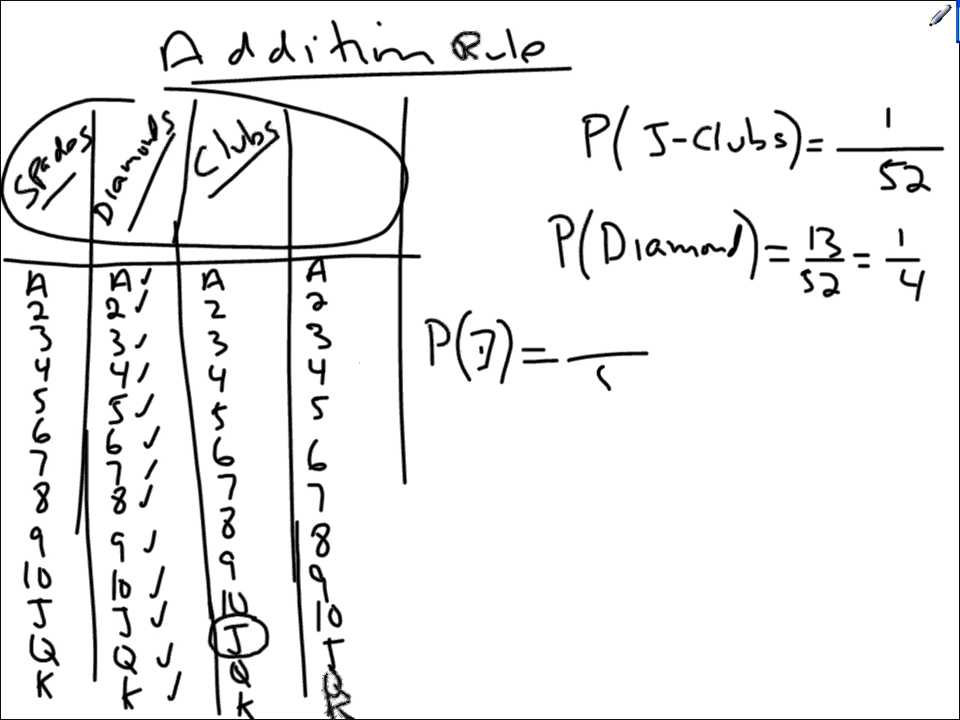 Addition Rule
Spades Diamonds Clubs
P(J-Clubs) = 1/52
P(Diamond) = 13/52 = 1/4
A A✓ A A
2 2✓ 2 2
3 3✓ 3 3
4 4✓ 4 4
5 5✓ 5 5
6 6✓ 6 6
7 7✓ 7 7
8 8✓ 8 8
9 9✓ 9 9
10 10✓ 10 10
J J✓ J J
Q Q✓ Q Q
K K✓ K K